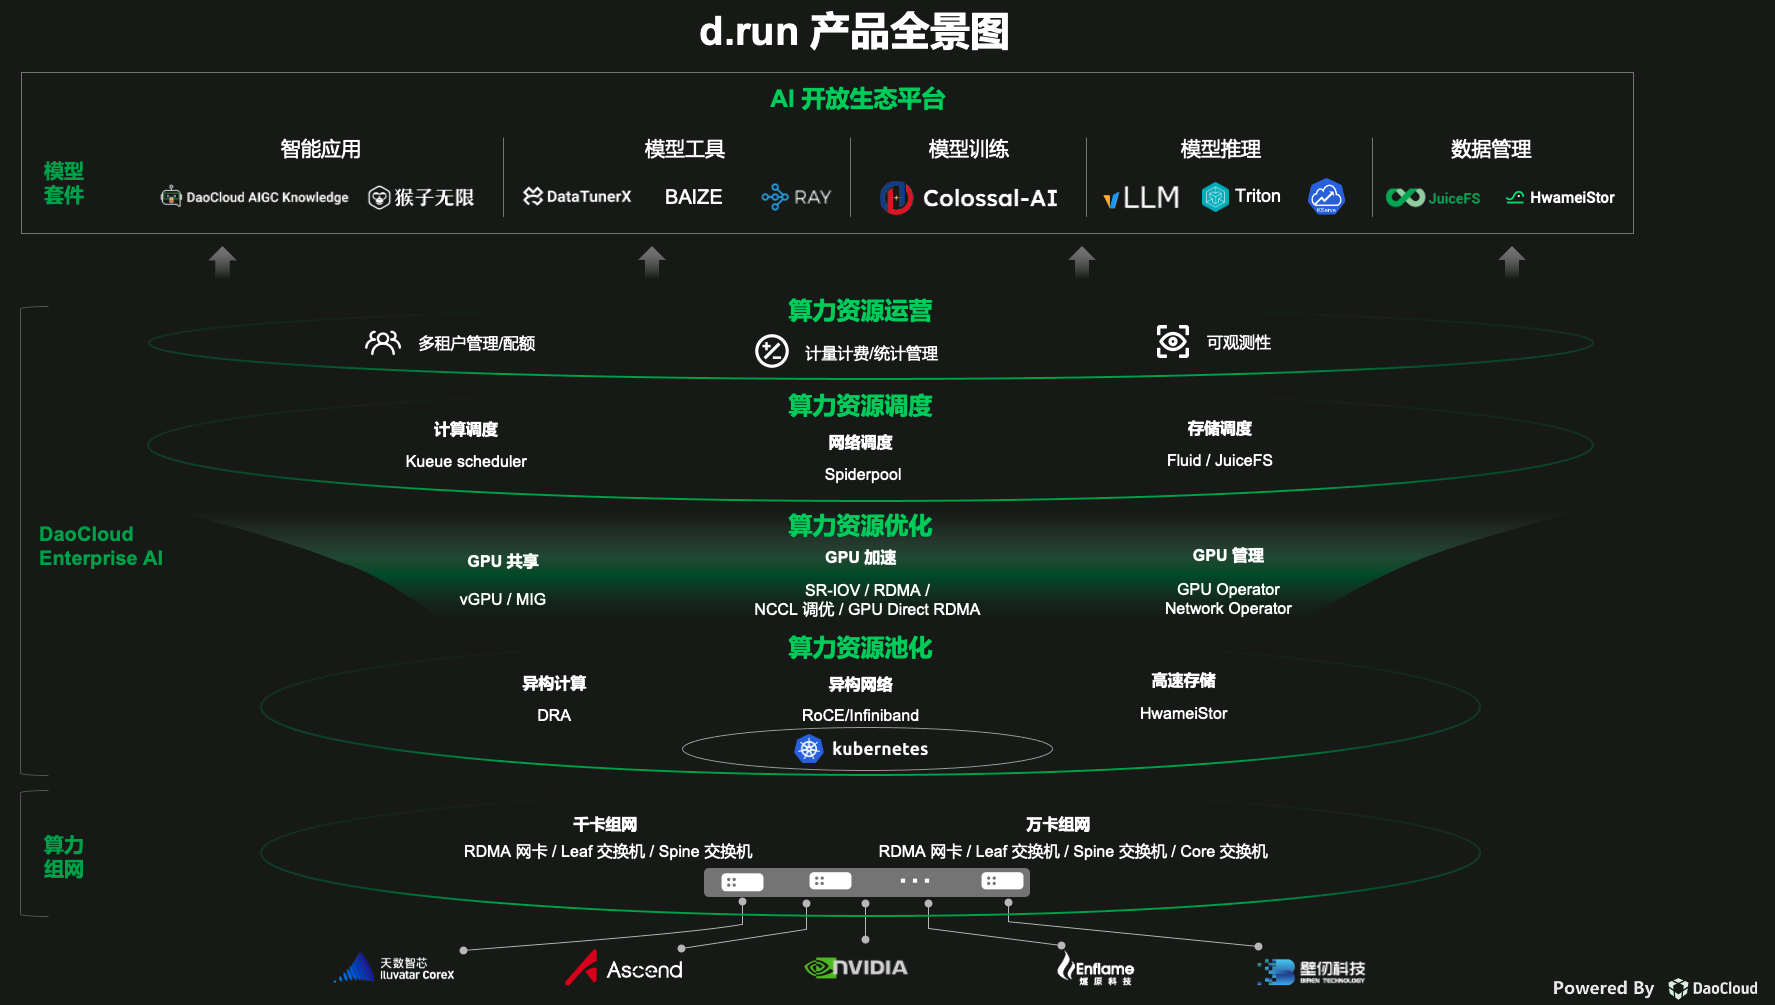 d.run 产品全景图
AI 开放生态平台
模型
套件
智能应用
DaoCloud AIGC Knowledge
猴子无限
模型工具
DataTunerX
BAIZE
RAY
模型训练
Colossal-AI
模型推理
vLLM
Triton
KServe
数据管理
JuiceFS
HwameiStor
DaoCloud
Enterprise AI
算力资源运营
多租户管理/配额
计量计费/统计管理
可观测性
算力资源调度
计算调度
Kueue scheduler
网络调度
Spiderpool
存储调度
Fluid / JuiceFS
算力资源优化
GPU 共享
vGPU / MIG
GPU 加速
SR-IOV / RDMA /
NCCL 调优 / GPU Direct RDMA
GPU 管理
GPU Operator
Network Operator
算力资源池化
异构计算
DRA
异构网络
RoCE/Infiniband
高速存储
HwameiStor
kubernetes
算力
组网
千卡组网
RDMA 网卡 / Leaf 交换机 / Spine 交换机
万卡组网
RDMA 网卡 / Leaf 交换机 / Spine 交换机 / Core 交换机
天数智芯
Iluvatar CoreX
Ascend
NVIDIA
Enflame
燧原科技
壁仞科技
BIREN TECHNOLOGY
Powered By DaoCloud